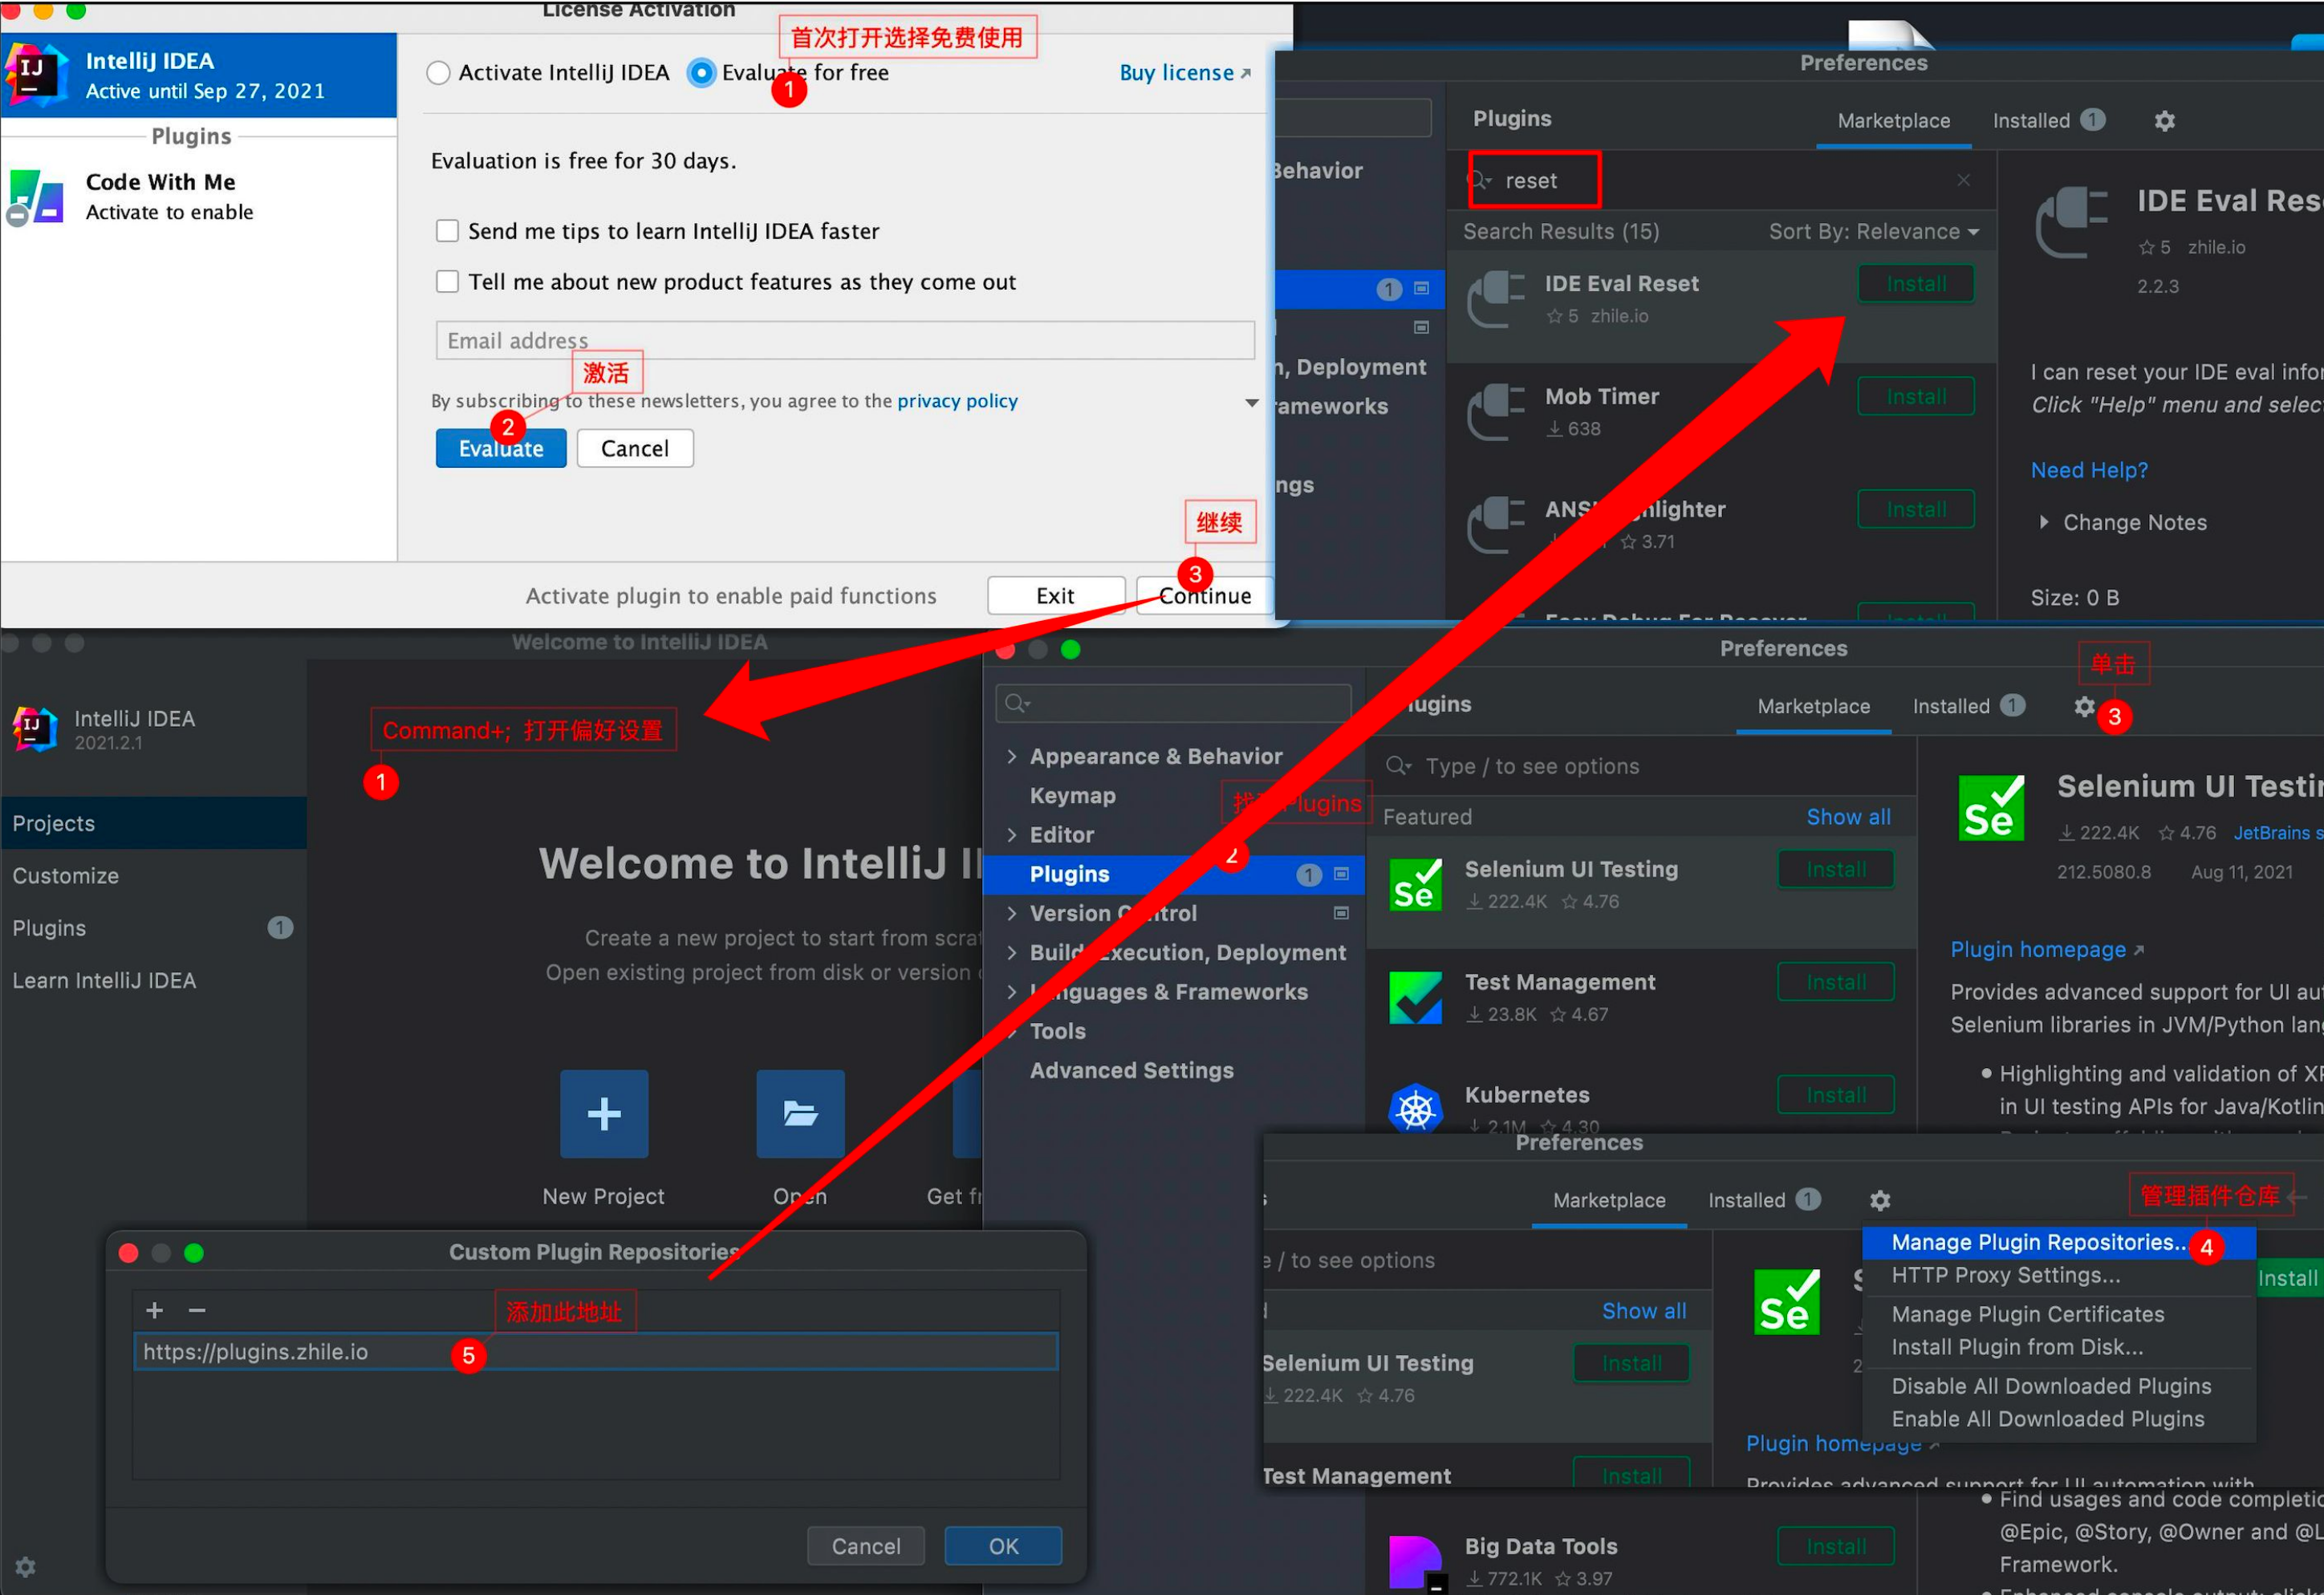 License Activation
首次打开选择免费使用
IntelliJ IDEA
Active until Sep 27, 2021
Activate IntelliJ IDEA
Evaluate for free
1
Buy license
Plugins
Code With Me
Activate to enable
Evaluation is free for 30 days.
Send me tips to learn IntelliJ IDEA faster
Tell me about new product features as they come out
Email address
激活
By subscribing to these newsletters, you agree to the privacy policy
2
Evaluate
Cancel
继续
3
Activate plugin to enable paid functions
Exit
Continue
Preferences
Plugins
Marketplace
Installed 1
Behavior
reset
Search Results (15)
Sort By: Relevance
1
IDE Eval Reset
5 zhile.io
Install
n, Deployment
Mob Timer
638
Install
ameworks
ngs
Install
3.71
IDE Eval Res
5 zhile.io
2.2.3
I can reset your IDE eval infor
Click "Help" menu and selec
Need Help?
Change Notes
Size: 0 B
Welcome to IntelliJ IDEA
IntelliJ IDEA
2021.2.1
Command+; 打开偏好设置
1
Projects
Customize
Plugins 1
Learn IntelliJ IDEA
Welcome to IntelliJ I
Create a new project to start from scra
Open existing project from disk or version
New Project
Open
Get f
Preferences
单击
3
Marketplace
Installed 1
Appearance & Behavior
Keymap
Plugins
Editor
2
Plugins 1
Version Control
Build, Execution, Deployment
Languages & Frameworks
Tools
Advanced Settings
Type / to see options
Featured
Show all
Selenium UI Testing
222.4K 4.76
Install
Test Management
23.8K 4.67
Install
Kubernetes
2.1M 4.30
Install
Selenium UI Testi
222.4K 4.76 JetBrains s
212.5080.8 Aug 11, 2021
Plugin homepage
Provides advanced support for UI au
Selenium libraries in JVM/Python lan
Highlighting and validation of X
in UI testing APIs for Java/Kotlin
Preferences
管理插件仓库
Marketplace
Installed 1
Manage Plugin Repositories...
4
HTTP Proxy Settings...
Manage Plugin Certificates
Install Plugin from Disk...
Disable All Downloaded Plugins
Enable All Downloaded Plugins
Install
e / to see options
Show all
Selenium UI Testing
222.4K 4.76
Install
Test Management
Install
Plugin homepage
Provides advanced support for UI automation with
Find usages and code completio
@Epic, @Story, @Owner and @L
Framework.
Big Data Tools
772.1K 3.97
Install
Custom Plugin Repositories
添加此地址
https://plugins.zhile.io
5
Cancel
OK